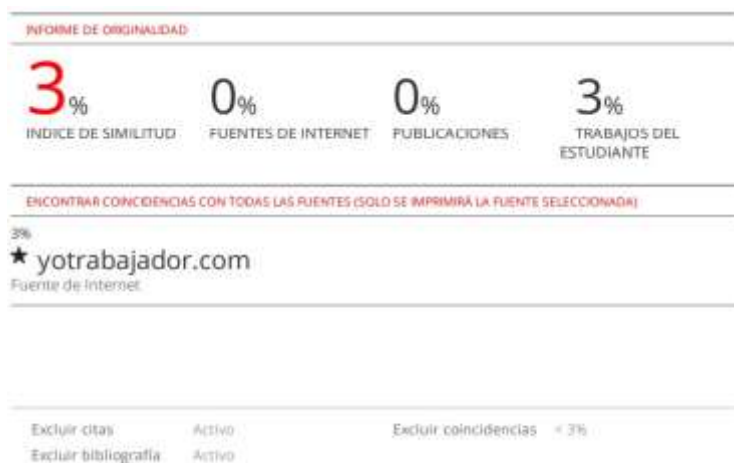 INFORME DE ORIGINALIDAD
3% 0% 0% 3%
INDICE DE SIMILITUD FUENTES DE INTERNET PUBLICACIONES TRABAJOS DEL
ESTUDIANTE
ENCONTRAR COINCIDENCIAS CON TODAS LAS FUENTES (SOLO SE IMPRIMIRÁ LA FUENTE SELECCIONADA)
3%
★ yotrabajador.com
Fuente de Internet
Excluir citas Activo Excluir coincidencias < 3%
Excluir bibliografía Activo